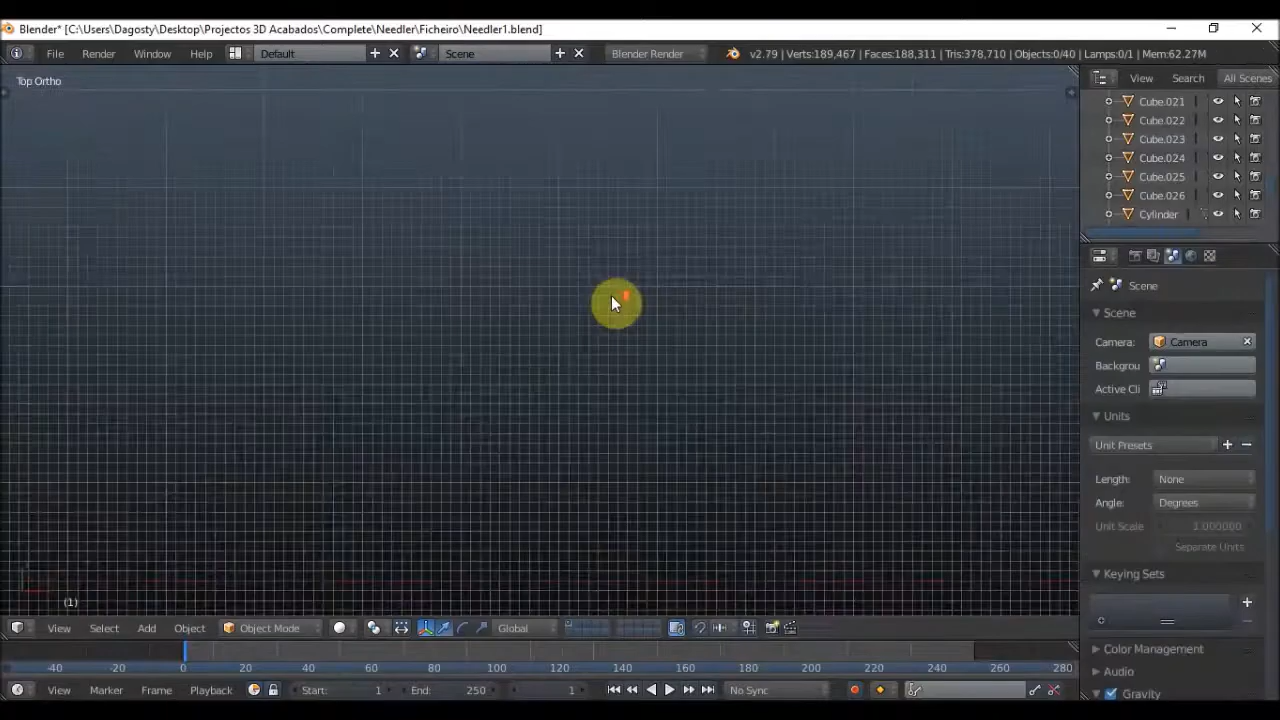 Blender* [C:\Users\Dagosty\Desktop\Projectos 3D Acabados\Complete\Needler\Ficheiro\Needler1.blend]
File Render Window Help Default Scene Blender Render v2.79 | Verts:189,467 | Faces:188,311 | Tris:378,710 | Objects:0/40 | Lamps:0/1 | Mem:62.27M
Top Ortho
View Search All Scenes
Cube.021
Cube.022
Cube.023
Cube.024
Cube.025
Cube.026
Cylinder
Scene
Scene
Camera: Camera
Backgrou
Active Cli
Units
Unit Presets
Length: None
Angle: Degrees
Unit Scale 1.000000
Separate Units
Keying Sets
(1)
View Select Add Object Object Mode Global
Color Management
Audio
Gravity
-40 -20 0 20 40 60 80 100 120 140 160 180 200 220 240 260 280
View Marker Frame Playback Start: 1 End: 250 1 No Sync